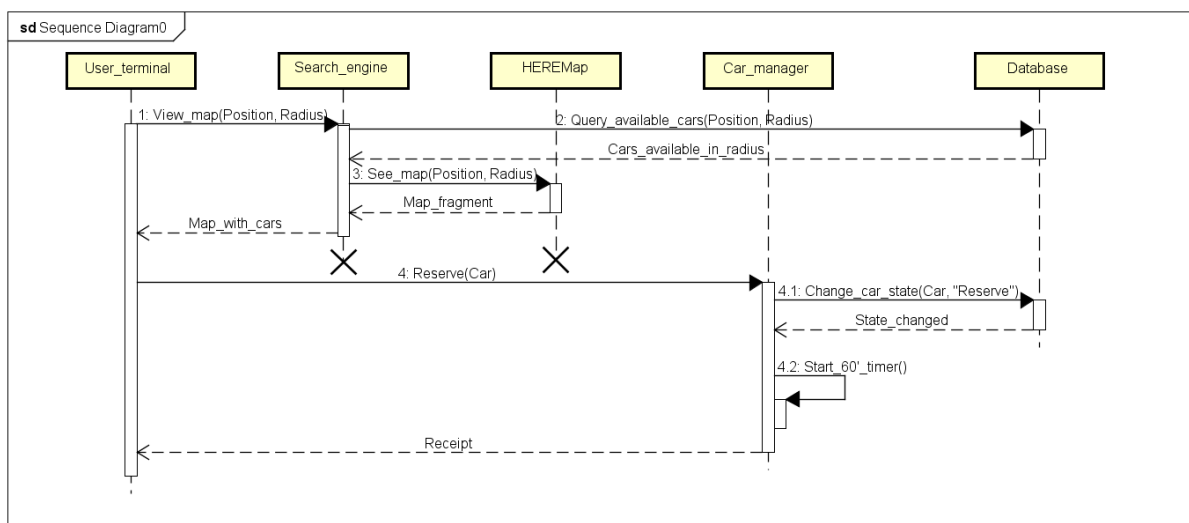 sd Sequence Diagram0
User_terminal
Search_engine
HEREMap
Car_manager
Database
1: View_map(Position, Radius)
2: Query_available_cars(Position, Radius)
Cars_available_in_radius
3: See_map(Position, Radius)
Map_fragment
Map_with_cars
4: Reserve(Car)
4.1: Change_car_state(Car, "Reserve")
State_changed
4.2: Start_60'_timer()
Receipt